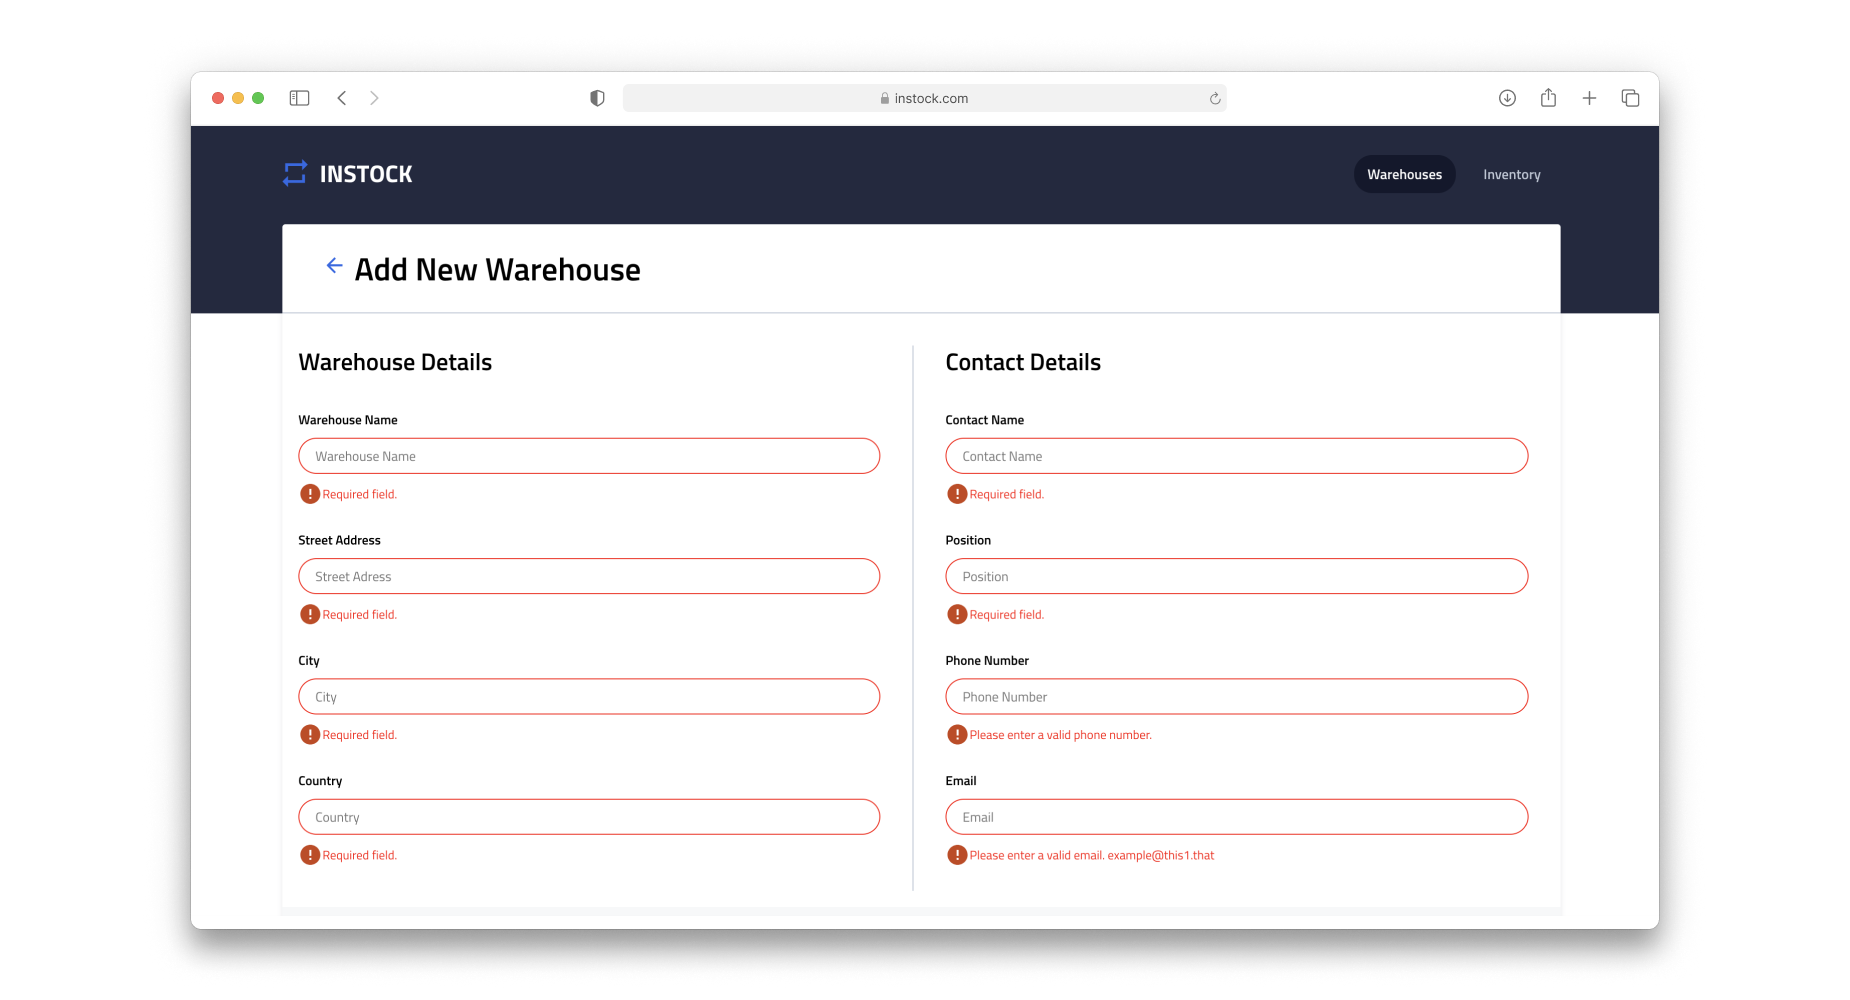 instock.com
INSTOCK
Warehouses
Inventory
Add New Warehouse
Warehouse Details
Warehouse Name
Warehouse Name
Required field.
Street Address
Street Adress
Required field.
City
City
Required field.
Country
Country
Required field.
Contact Details
Contact Name
Contact Name
Required field.
Position
Position
Required field.
Phone Number
Phone Number
Please enter a valid phone number.
Email
Email
Please enter a valid email. example@this1.that